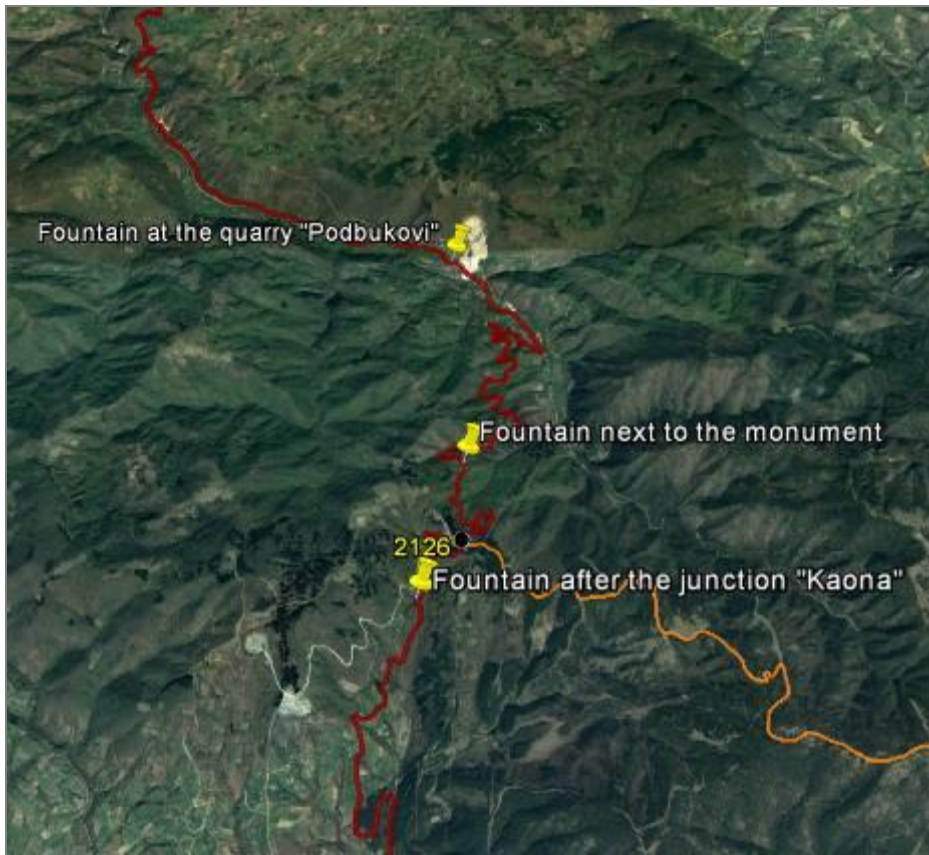 Fountain at the quarry "Podbukovi"
Fountain next to the monument
2126
Fountain after the junction "Kaona"